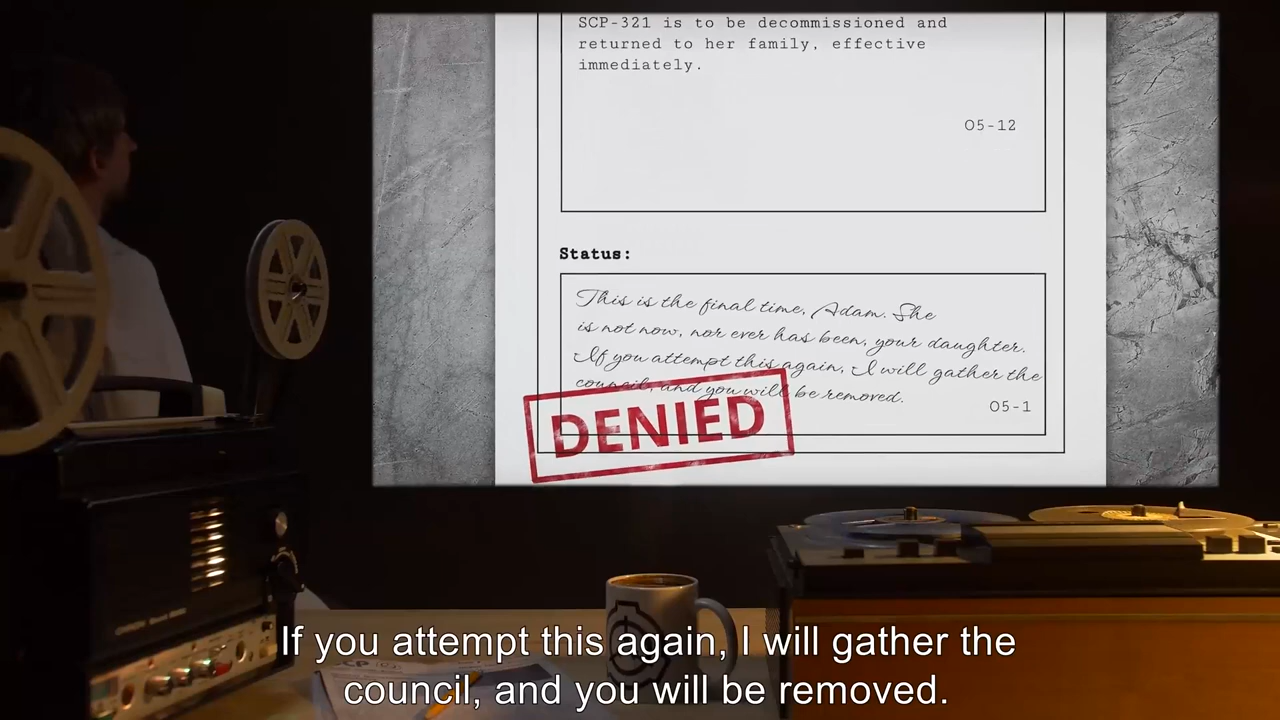 SCP-321 is to be decommissioned and
returned to her family, effective
immediately.
O5-12
Status:
This is the final time, Adam. She
is not now, nor ever has been, your daughter.
If you attempt this again, I will gather the
council, and you will be removed.
O5-1
DENIED
If you attempt this again, I will gather the
council, and you will be removed.